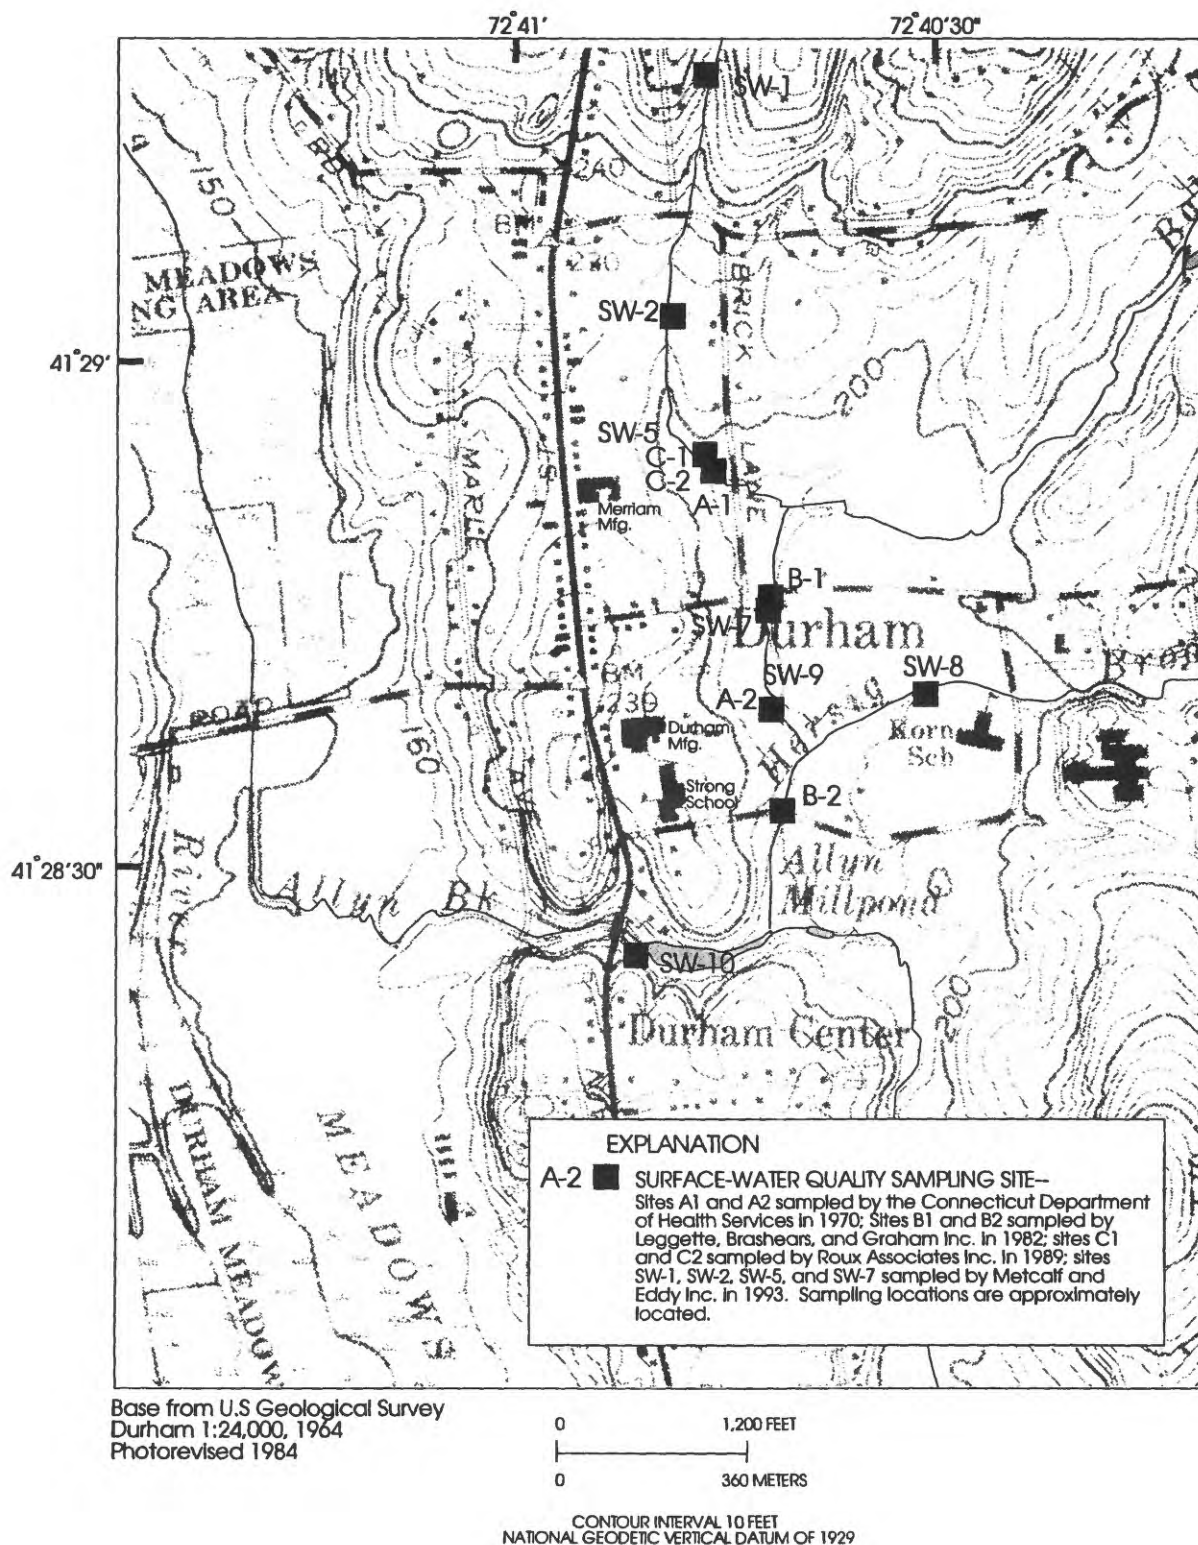 72°41'
72°40'30"
SW-1
240
150
BM
230
MEADOWS
NG AREA
BRICK
SW-2
41°29'
200
SW-5
C-1
C-2
A-1
LANE
MAPLE
Merriam
Mfg.
B-1
SW-7
Durham
SW-9
SW-8
BM
230
A-2
ROAD
Hersag
Durham
Mfg.
Korn
Sch
160
AV
Strong
School
B-2
41°28'30"
River
Allyn Bk
Allyn
Millpond
SW-10
200
Durham Center
DURHAM MEADOW
MEADOWS
EXPLANATION
A-2 SURFACE-WATER QUALITY SAMPLING SITE--
Sites A1 and A2 sampled by the Connecticut Department
of Health Services in 1970; Sites B1 and B2 sampled by
Leggette, Brashears, and Graham Inc. in 1982; sites C1
and C2 sampled by Roux Associates Inc. in 1989; sites
SW-1, SW-2, SW-5, and SW-7 sampled by Metcalf and
Eddy Inc. in 1993. Sampling locations are approximately
located.
Base from U.S Geological Survey
Durham 1:24,000, 1964
Photorevised 1984
0 1,200 FEET
0 360 METERS
CONTOUR INTERVAL 10 FEET
NATIONAL GEODETIC VERTICAL DATUM OF 1929